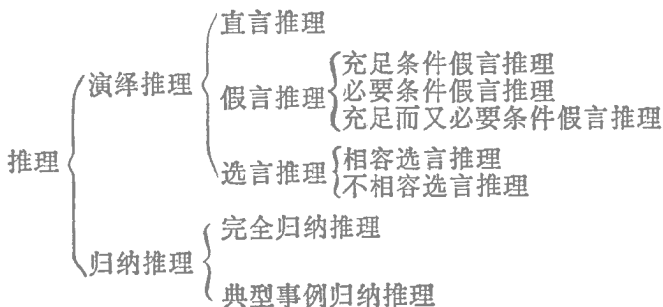 推理
演绎推理
直言推理
假言推理
充足条件假言推理
必要条件假言推理
充足而又必要条件假言推理
选言推理
相容选言推理
不相容选言推理
归纳推理
完全归纳推理
典型事例归纳推理